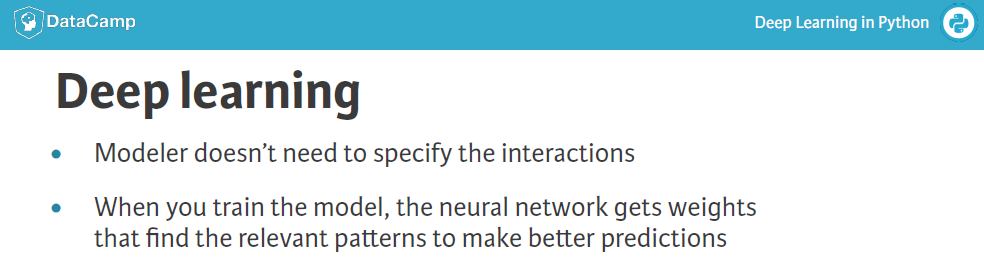 DataCamp
Deep Learning in Python
Deep learning
• Modeler doesn’t need to specify the interactions
• When you train the model, the neural network gets weights
that find the relevant patterns to make better predictions